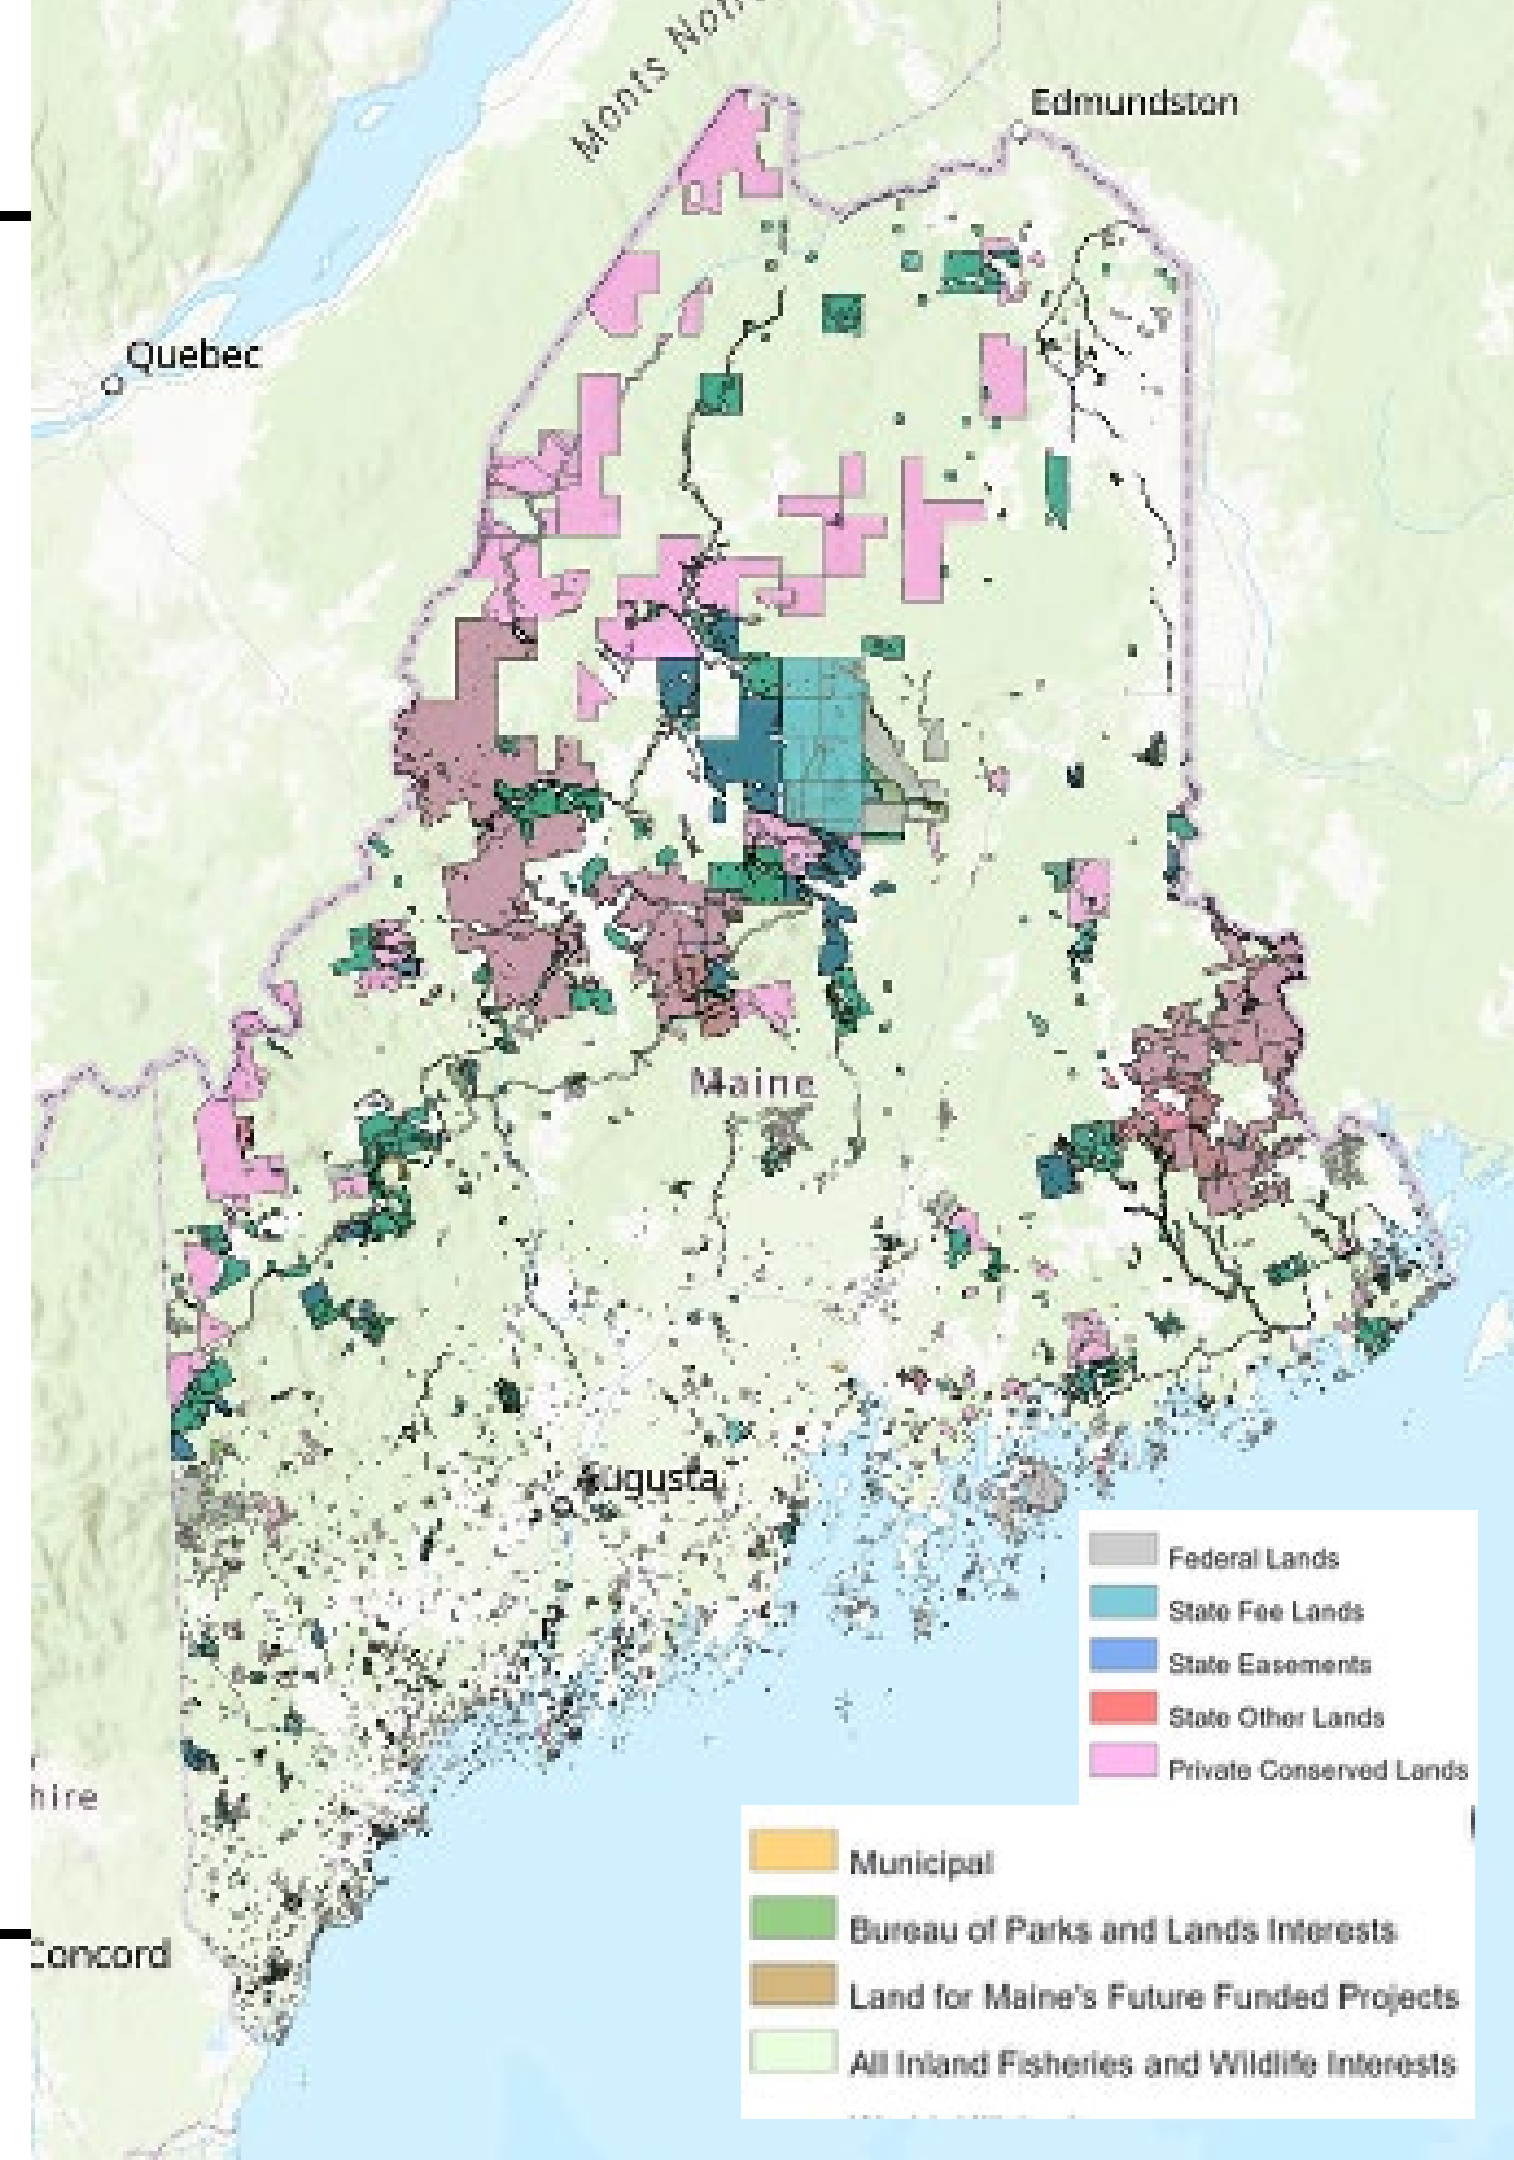 Monts
Edmundston
Quebec
Maine
Augusta
Federal Lands
State Fee Lands
State Easements
State Other Lands
Private Conserved Lands
hire
Municipal
Bureau of Parks and Lands Interests
Concord
Land for Maine's Future Funded Projects
All Inland Fisheries and Wildlife Interests